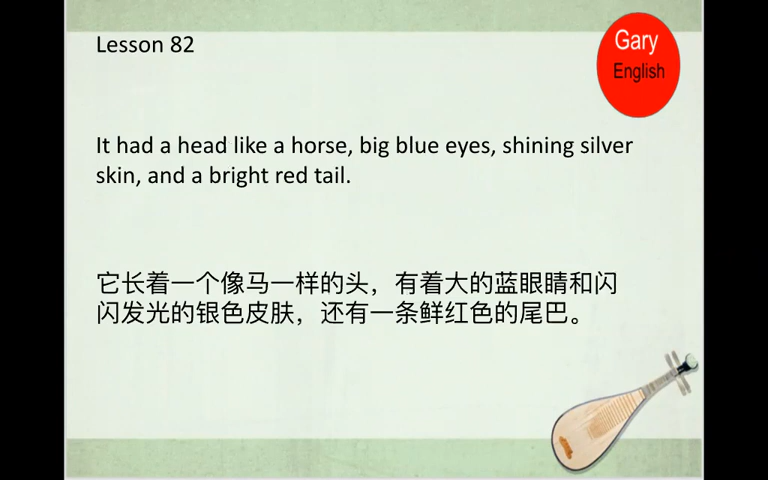 Lesson 82
Gary
English
It had a head like a horse, big blue eyes, shining silver
skin, and a bright red tail.
它长着一个像马一样的头，有着大的蓝眼睛和闪
闪发光的银色皮肤，还有一条鲜红色的尾巴。